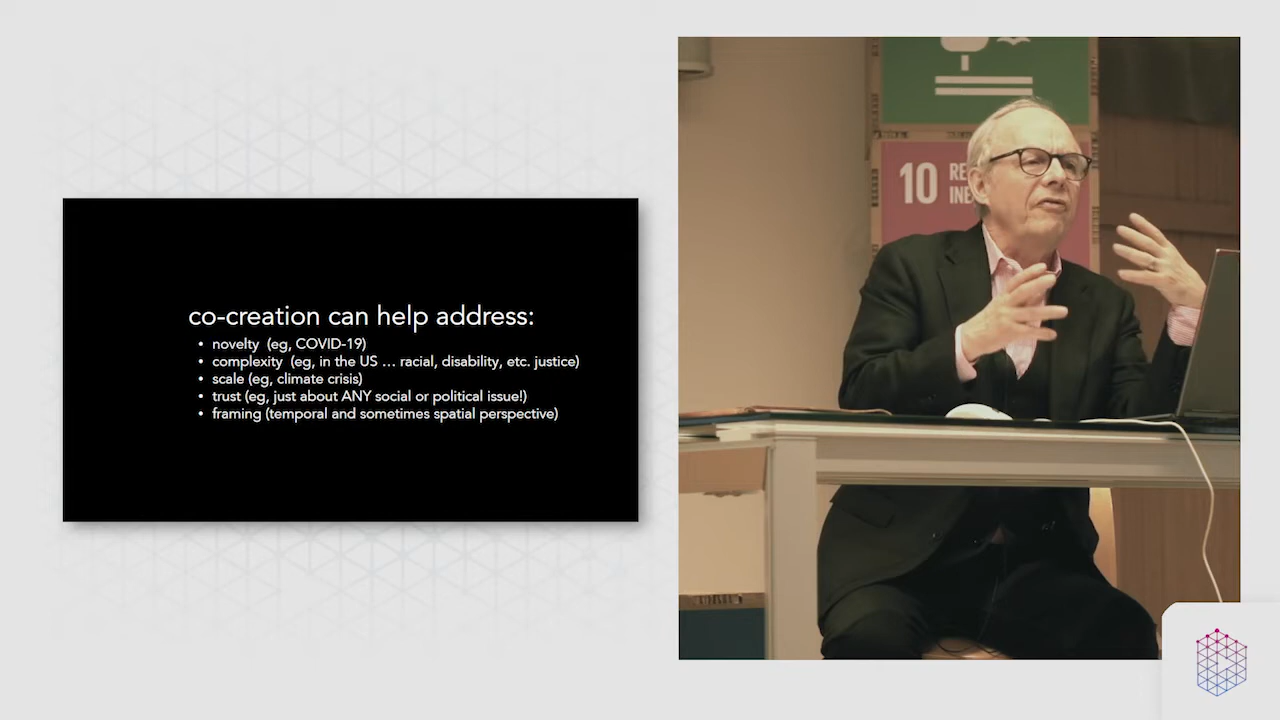 co-creation can help address:
• novelty (eg, COVID-19)
• complexity (eg, in the US ... racial, disability, etc. justice)
• scale (eg, climate crisis)
• trust (eg, just about ANY social or political issue!)
• framing (temporal and sometimes spatial perspective)
10